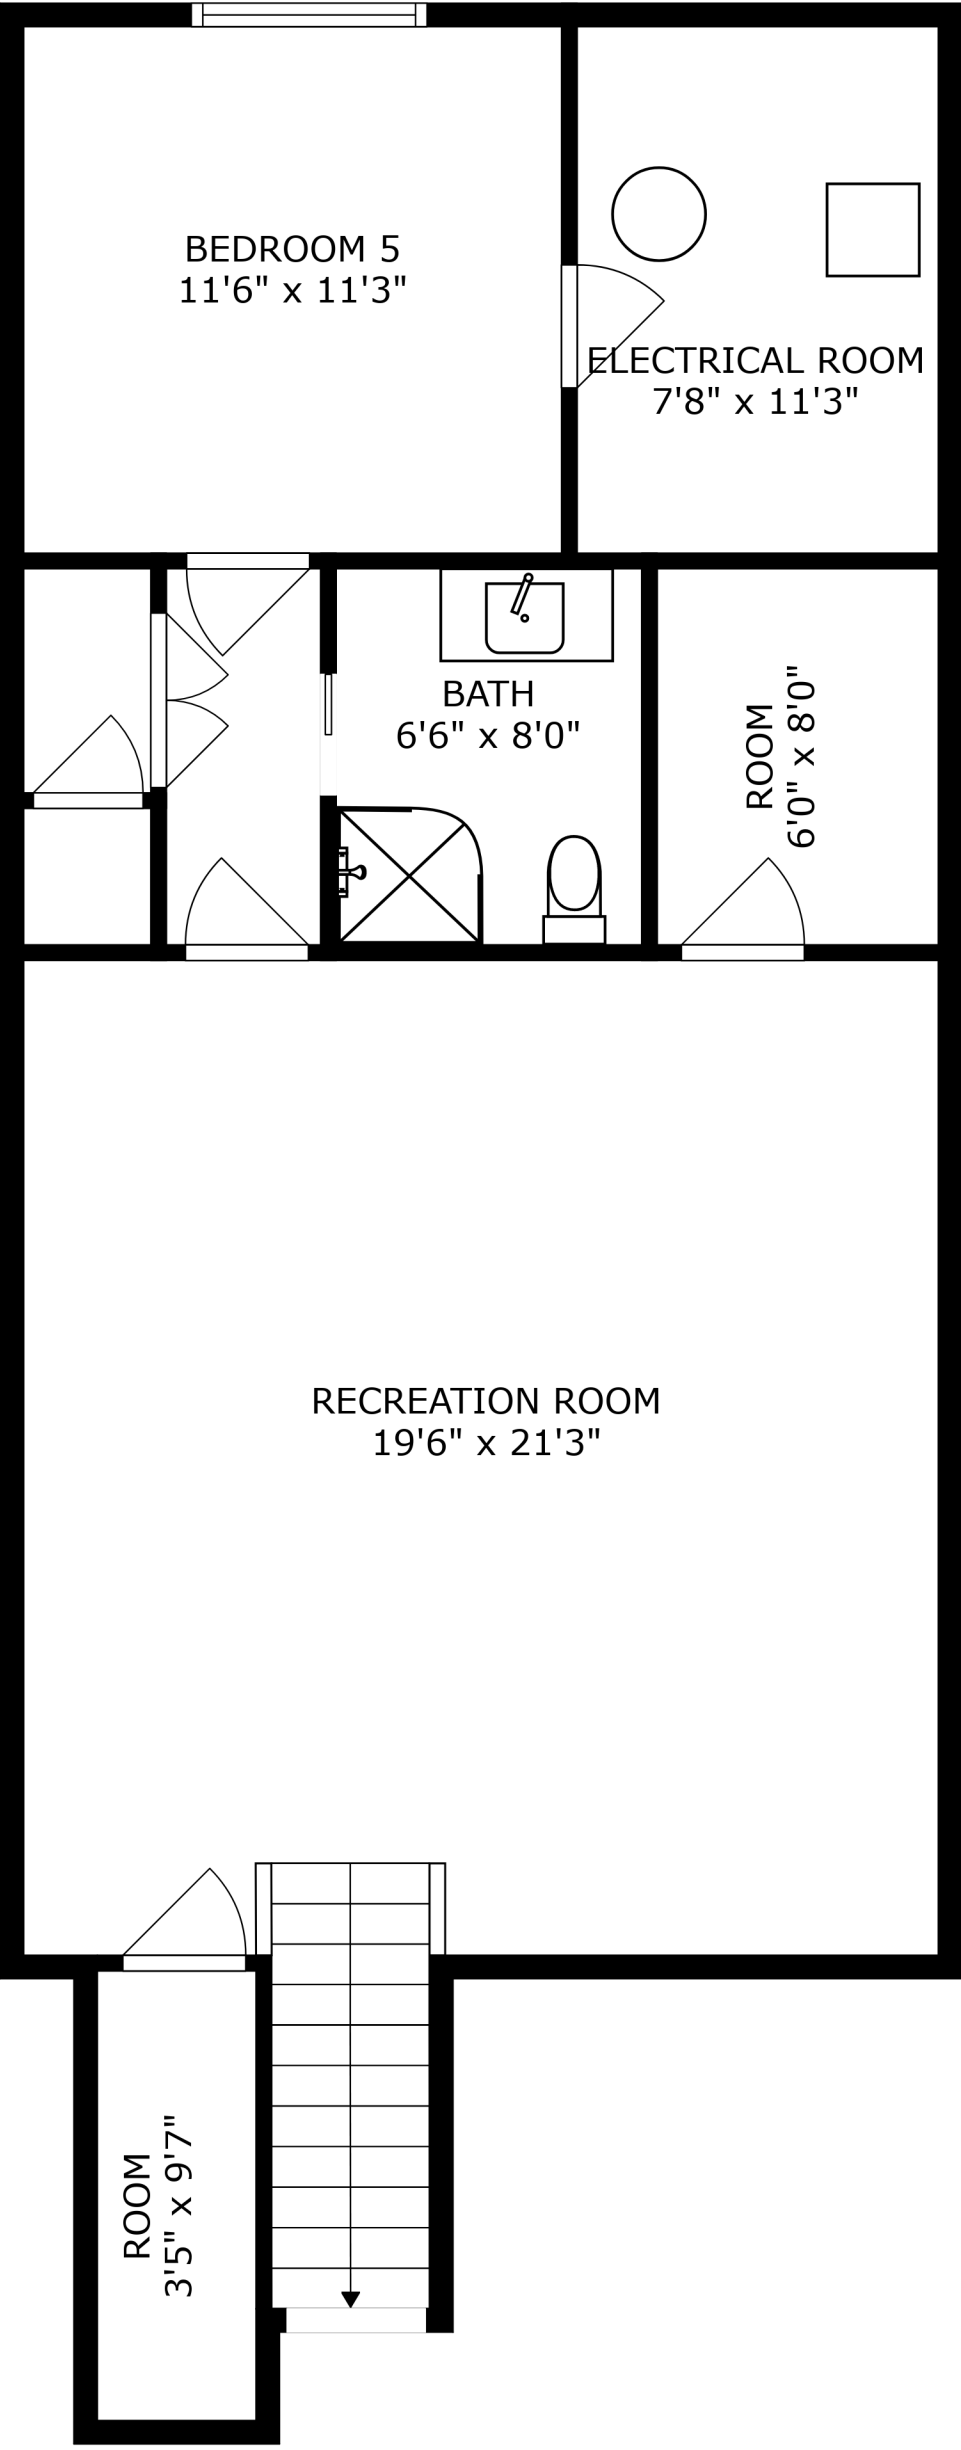 BEDROOM 5
11'6" x 11'3"
ELECTRICAL ROOM
7'8" x 11'3"
BATH
6'6" x 8'0"
ROOM
6'0" x 8'0"
RECREATION ROOM
19'6" x 21'3"
ROOM
3'5" x 9'7"